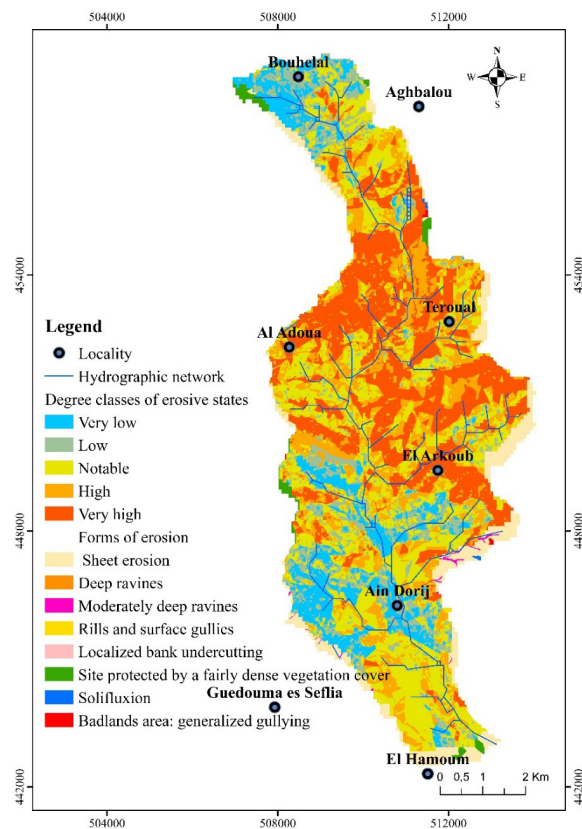 504000 508000 512000
Bouhelal
N
W E
S
Aghbalou
454000 454000
Teroual
Al Adoua
El Arkoub
448000 448000
Ain Dorij
Guedouma es Seflia
El Hamoum
442000 442000
Legend
Locality
Hydrographic network
Degree classes of erosive states
Very low
Low
Notable
High
Very high
Forms of erosion
Sheet erosion
Deep ravines
Moderately deep ravines
Rills and surface gullies
Localized bank undercutting
Site protected by a fairly dense vegetation cover
Solifluxion
Badlands area: generalized gullying
0 0,5 1 2 Km
504000 508000 512000